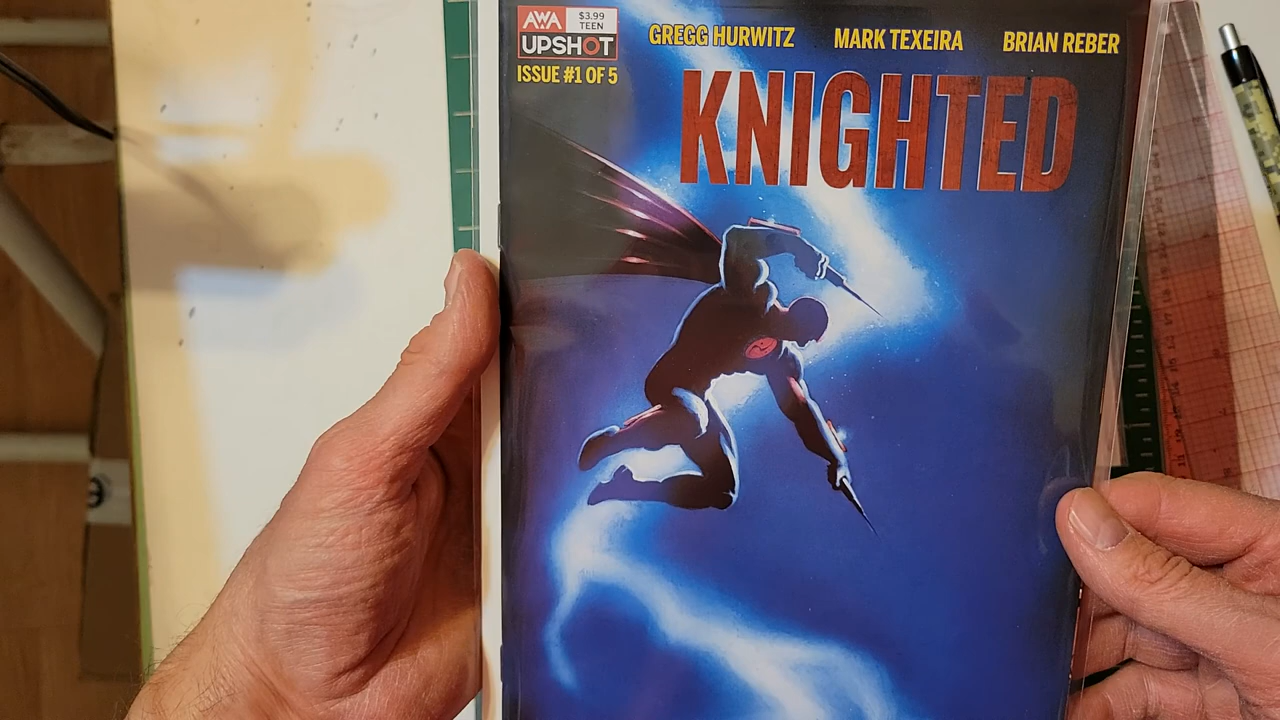 AWA
$3.99
TEEN
UPSHOT
ISSUE #1 OF 5
GREGG HURWITZ MARK TEXEIRA BRIAN REBER
KNIGHTED